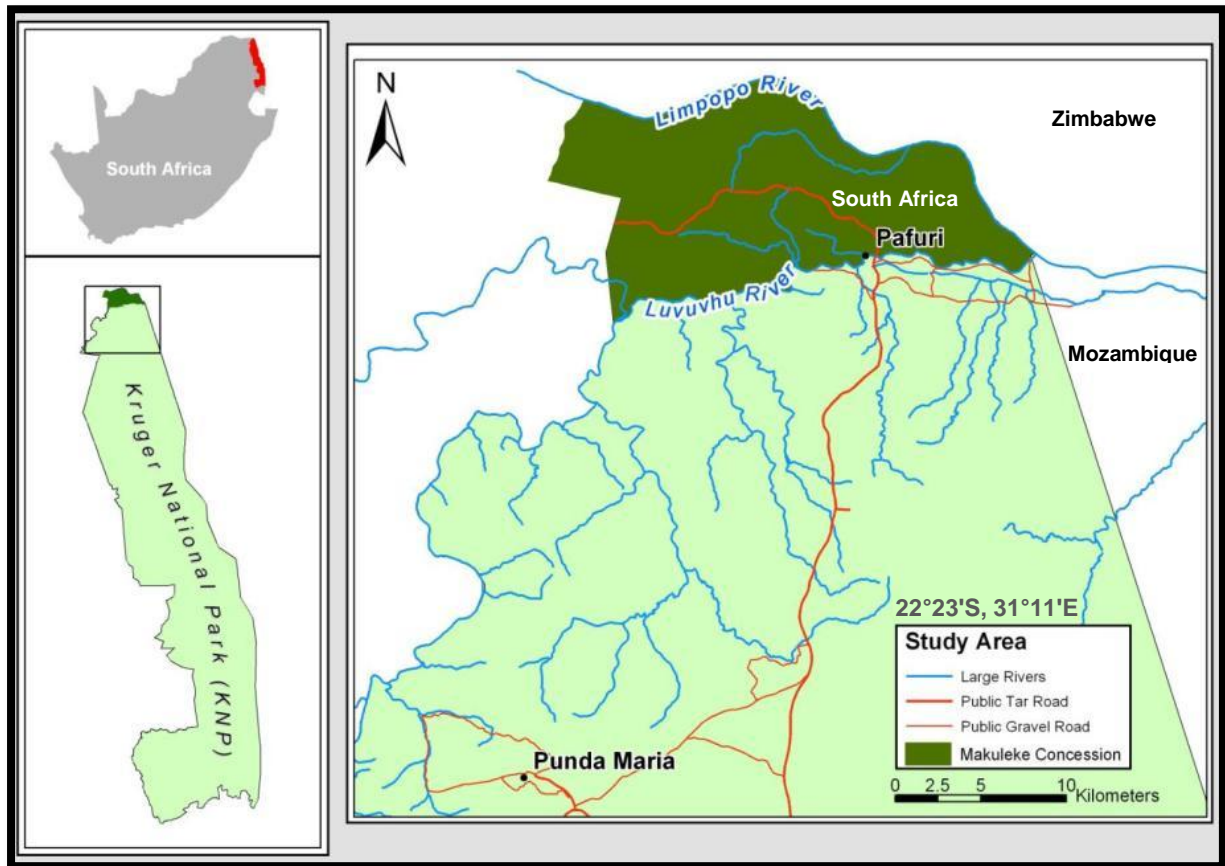 South Africa
Kruger National Park (KNP)
N
Limpopo River
Zimbabwe
South Africa
Pafuri
Luvuvhu River
Mozambique
22°23'S, 31°11'E
Study Area
Large Rivers
Public Tar Road
Public Gravel Road
Makuleke Concession
0 2.5 5 10
Kilometers
Punda Maria